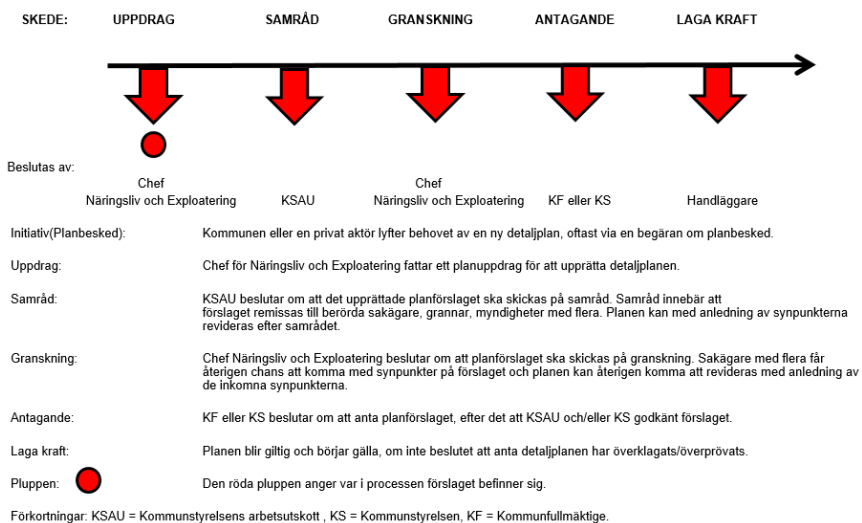 SKEDE: UPPDRAG SAMRÅD GRANSKNING ANTAGANDE LAGA KRAFT
Beslutas av:
Chef Chef
Näringsliv och Exploatering KSAU Näringsliv och Exploatering KF eller KS Handläggare
Initiativ(Planbesked): Kommunen eller en privat aktör lyfter behovet av en ny detaljplan, oftast via en begäran om planbesked.
Uppdrag: Chef för Näringsliv och Exploatering fattar ett planuppdrag för att upprätta detaljplanen.
Samråd: KSAU beslutar om att det upprättade planförslaget ska skickas på samråd. Samråd innebär att
förslaget remissas till berörda sakägare, grannar, myndigheter med flera. Planen kan med anledning av synpunkterna
revideras efter samrådet.
Granskning: Chef Näringsliv och Exploatering beslutar om att planförslaget ska skickas på granskning. Sakägare med flera får
återigen chans att komma med synpunkter på förslaget och planen kan återigen komma att revideras med anledning av
de inkomna synpunkterna.
Antagande: KF eller KS beslutar om att anta planförslaget, efter det att KSAU och/eller KS godkänt förslaget.
Laga kraft: Planen blir giltig och börjar gälla, om inte beslutet att anta detaljplanen har överklagats/överprövats.
Pluppen: Den röda pluppen anger var i processen förslaget befinner sig.
Förkortningar: KSAU = Kommunstyrelsens arbetsutskott , KS = Kommunstyrelsen, KF = Kommunfullmäktige.